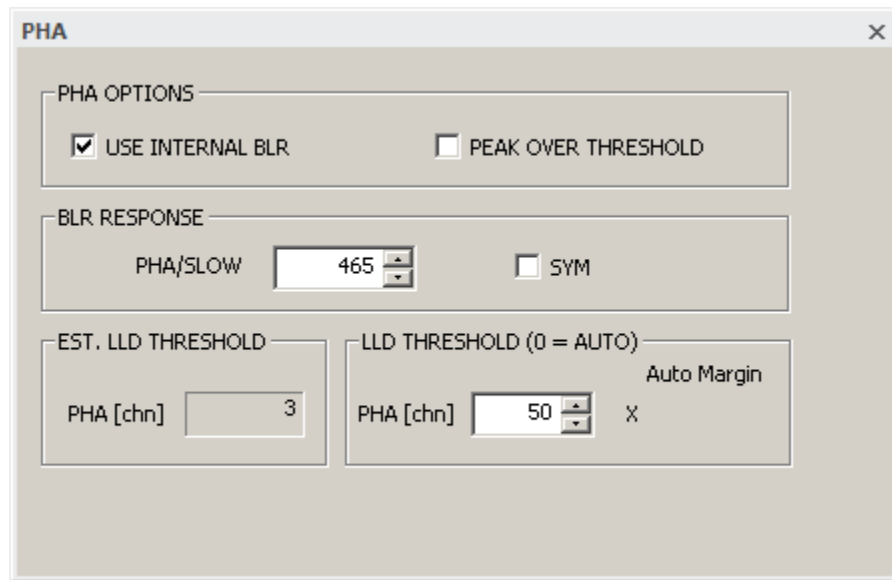 PHA
PHA OPTIONS
USE INTERNAL BLR PEAK OVER THRESHOLD
BLR RESPONSE
PHA/SLOW 465 SYM
EST. LLD THRESHOLD LLD THRESHOLD (0 = AUTO)
Auto Margin
PHA [chn] 3 PHA [chn] 50 X